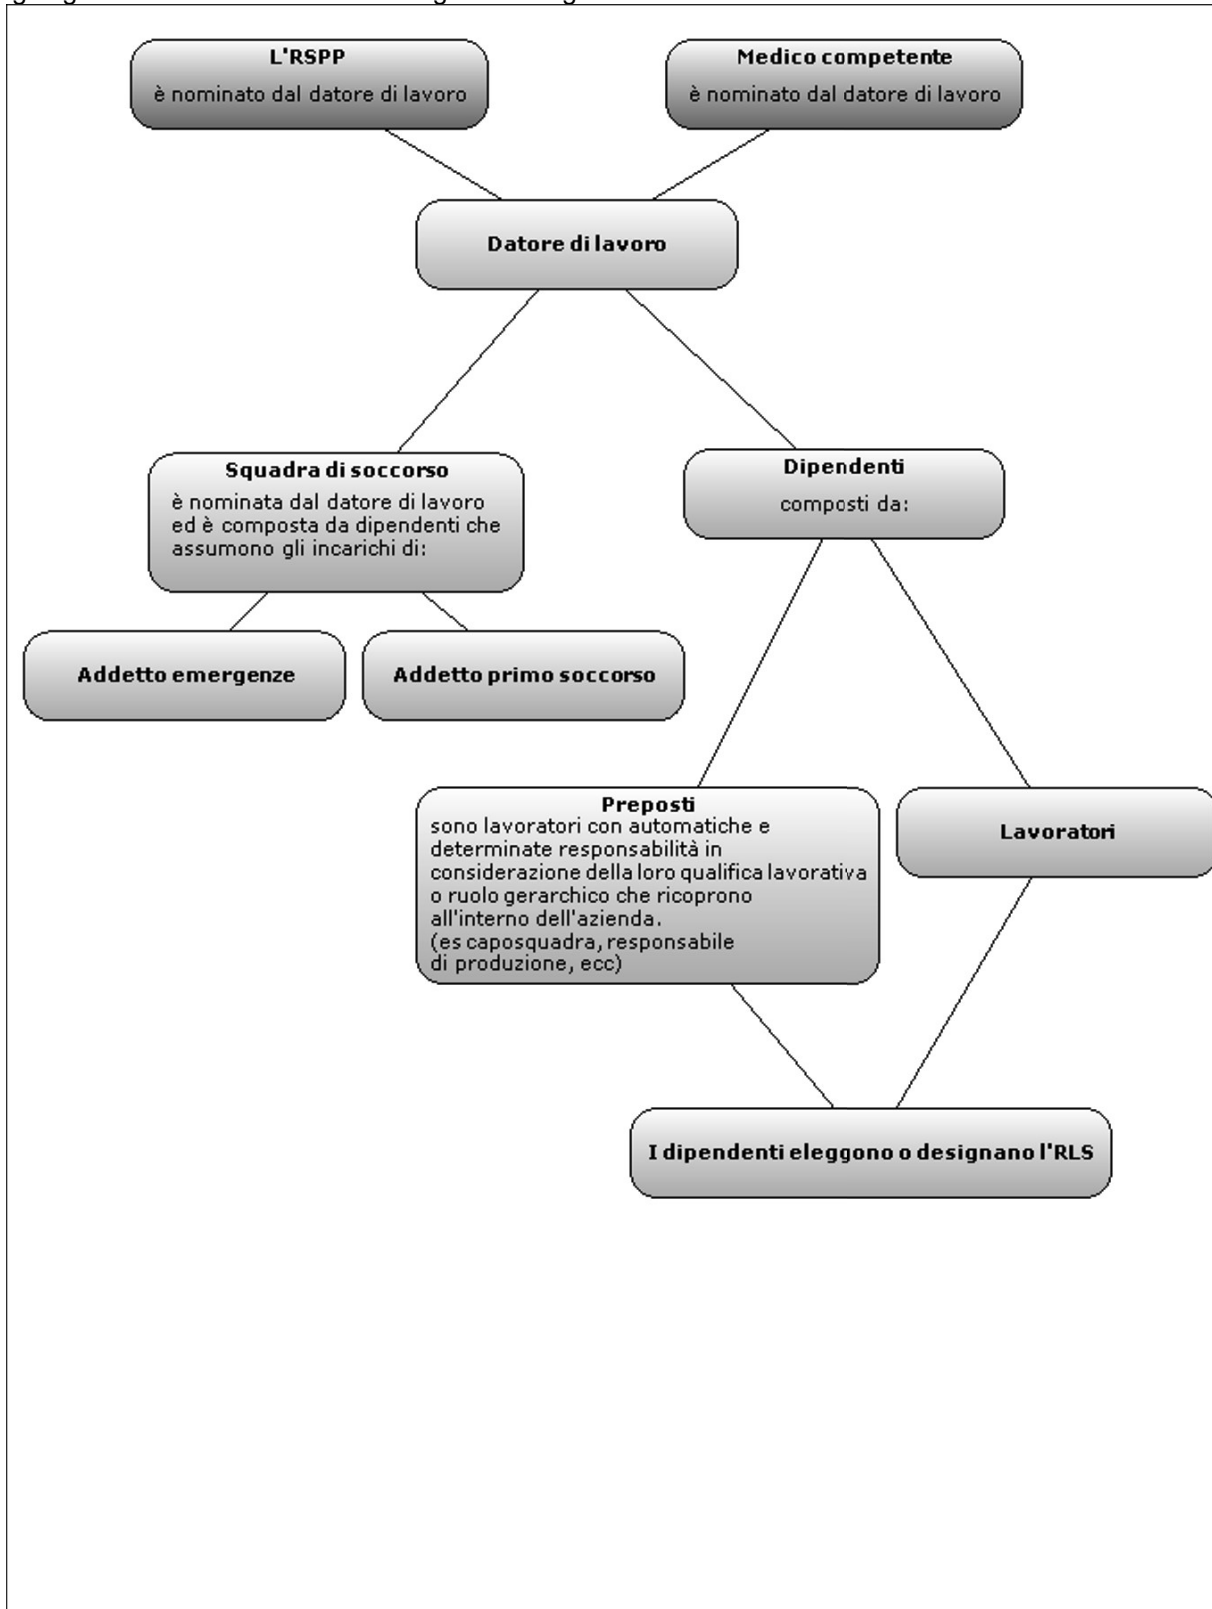 L'RSPP
è nominato dal datore di lavoro
Medico competente
è nominato dal datore di lavoro
Datore di lavoro
Squadra di soccorso
è nominata dal datore di lavoro
ed è composta da dipendenti che
assumono gli incarichi di:
Dipendenti
composti da:
Addetto emergenze
Addetto primo soccorso
Preposti
sono lavoratori con automatiche e
determinate responsabilità in
considerazione della loro qualifica lavorativa
o ruolo gerarchico che ricoprono
all'interno dell'azienda.
(es caposquadra, responsabile
di produzione, ecc)
Lavoratori
I dipendenti eleggono o designano l'RLS